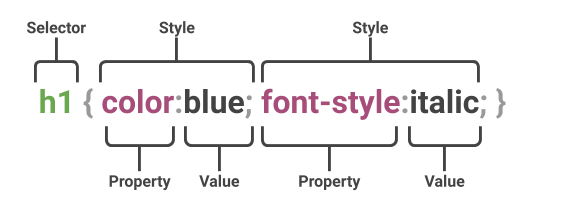 Selector Style Style
h1 { color:blue; font-style:italic; }
Property Value Property Value